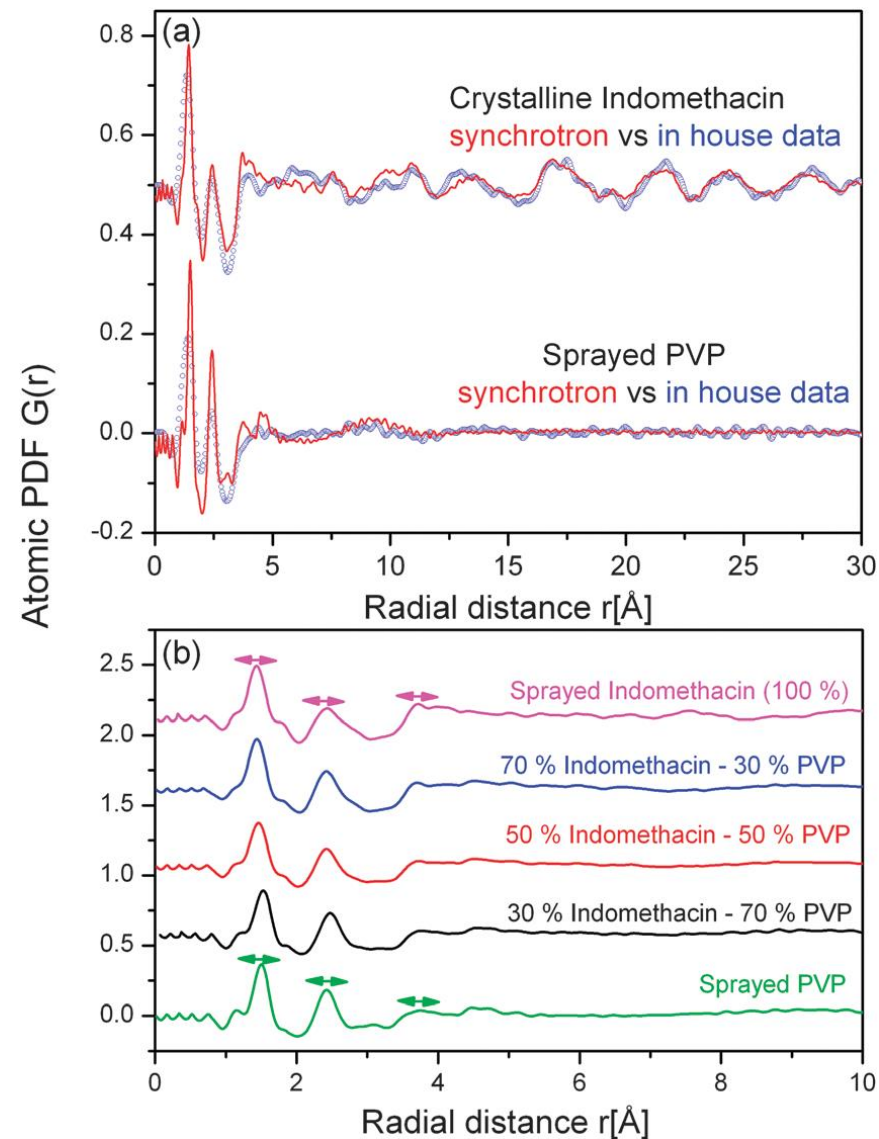 Atomic PDF G(r)
(a)
0.8
0.6
0.4
0.2
0.0
-0.2
Crystalline Indomethacin
synchrotron vs in house data
Sprayed PVP
synchrotron vs in house data
0 5 10 15 20 25 30
Radial distance r[Å]
(b)
2.5
2.0
1.5
1.0
0.5
0.0
Sprayed Indomethacin (100 %)
70 % Indomethacin - 30 % PVP
50 % Indomethacin - 50 % PVP
30 % Indomethacin - 70 % PVP
Sprayed PVP
0 2 4 6 8 10
Radial distance r[Å]